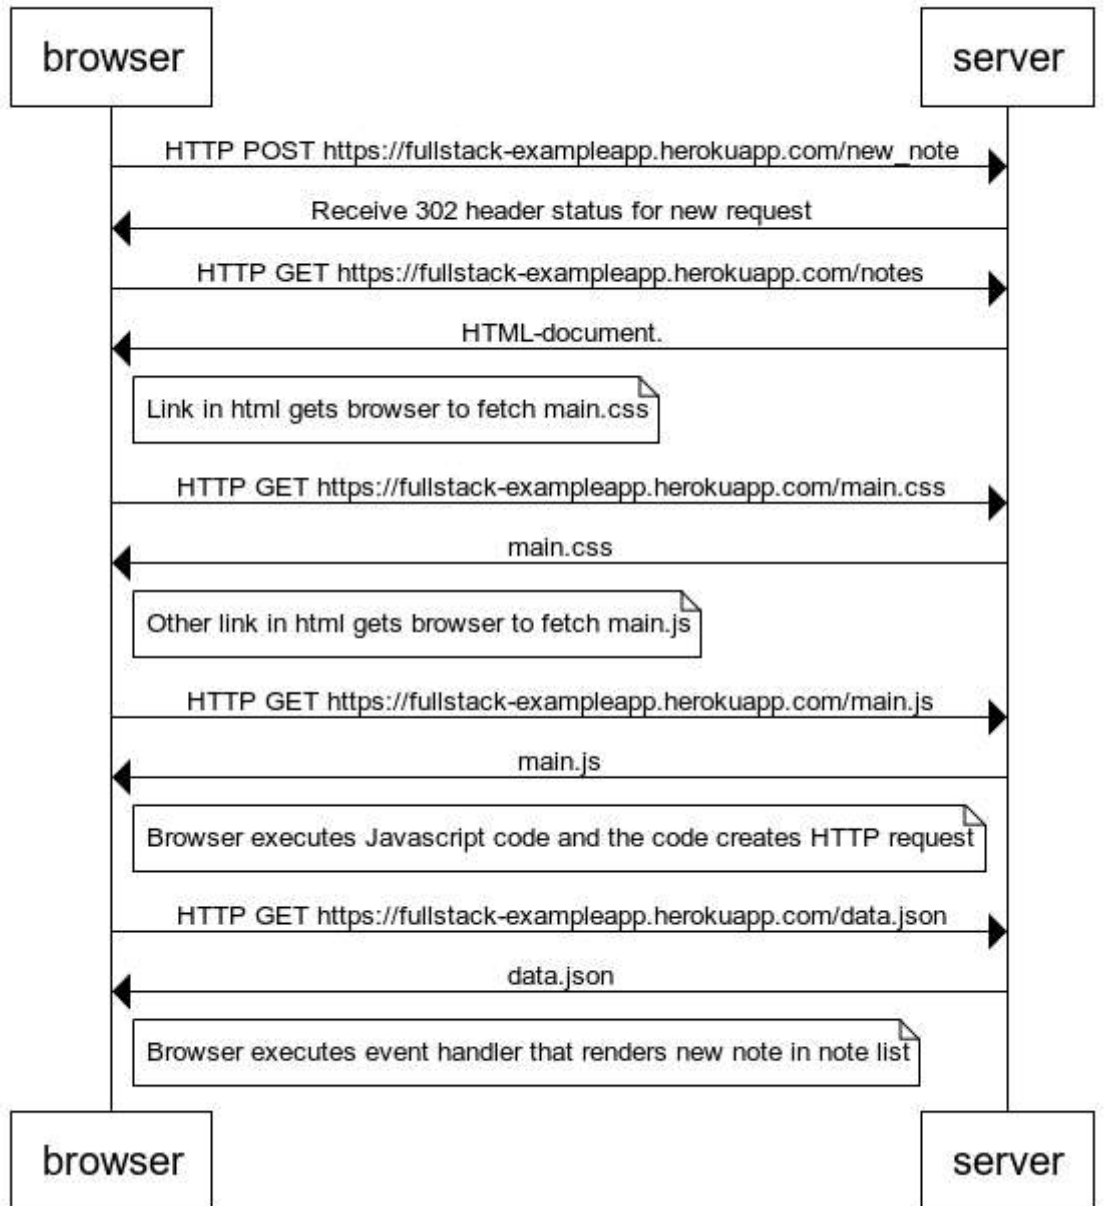 browser
server
HTTP POST https://fullstack-exampleapp.herokuapp.com/new_note
Receive 302 header status for new request
HTTP GET https://fullstack-exampleapp.herokuapp.com/notes
HTML-document.
Link in html gets browser to fetch main.css
HTTP GET https://fullstack-exampleapp.herokuapp.com/main.css
main.css
Other link in html gets browser to fetch main.js
HTTP GET https://fullstack-exampleapp.herokuapp.com/main.js
main.js
Browser executes Javascript code and the code creates HTTP request
HTTP GET https://fullstack-exampleapp.herokuapp.com/data.json
data.json
Browser executes event handler that renders new note in note list
browser
server